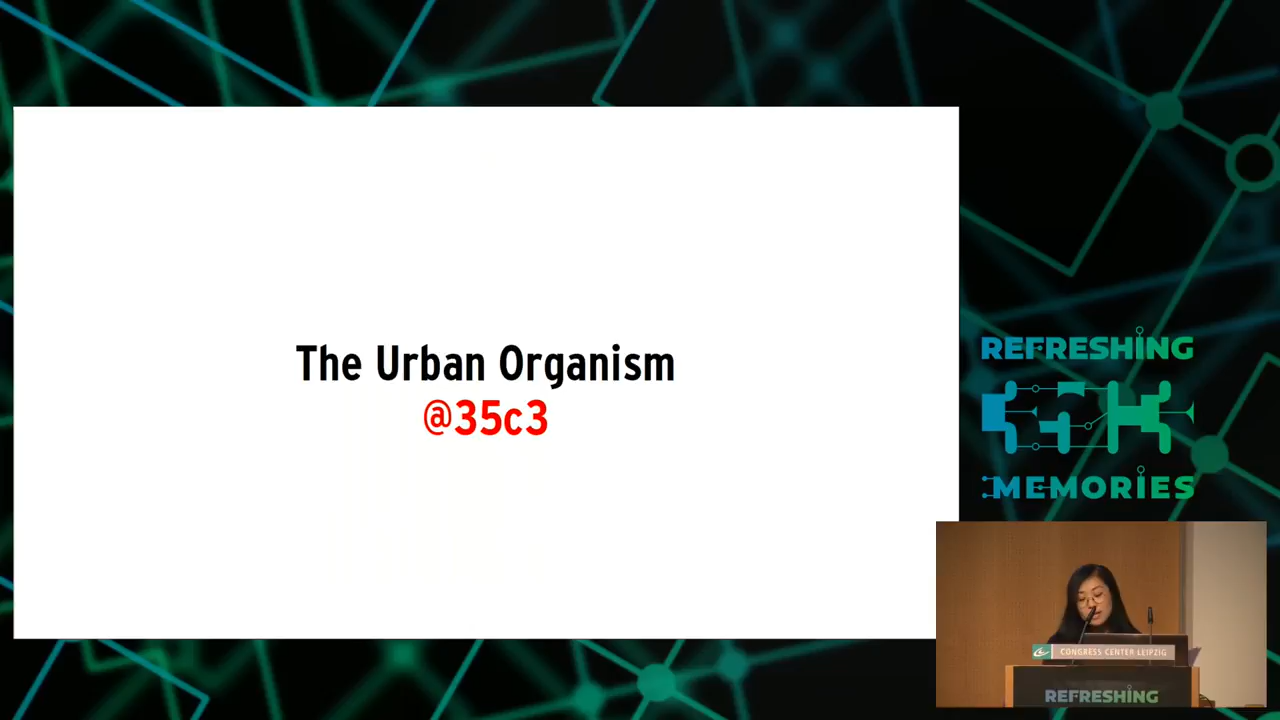 The Urban Organism
@35c3
REFRESHING
MEMORIES
CONGRESS CENTER LEIPZIG
REFRESHING